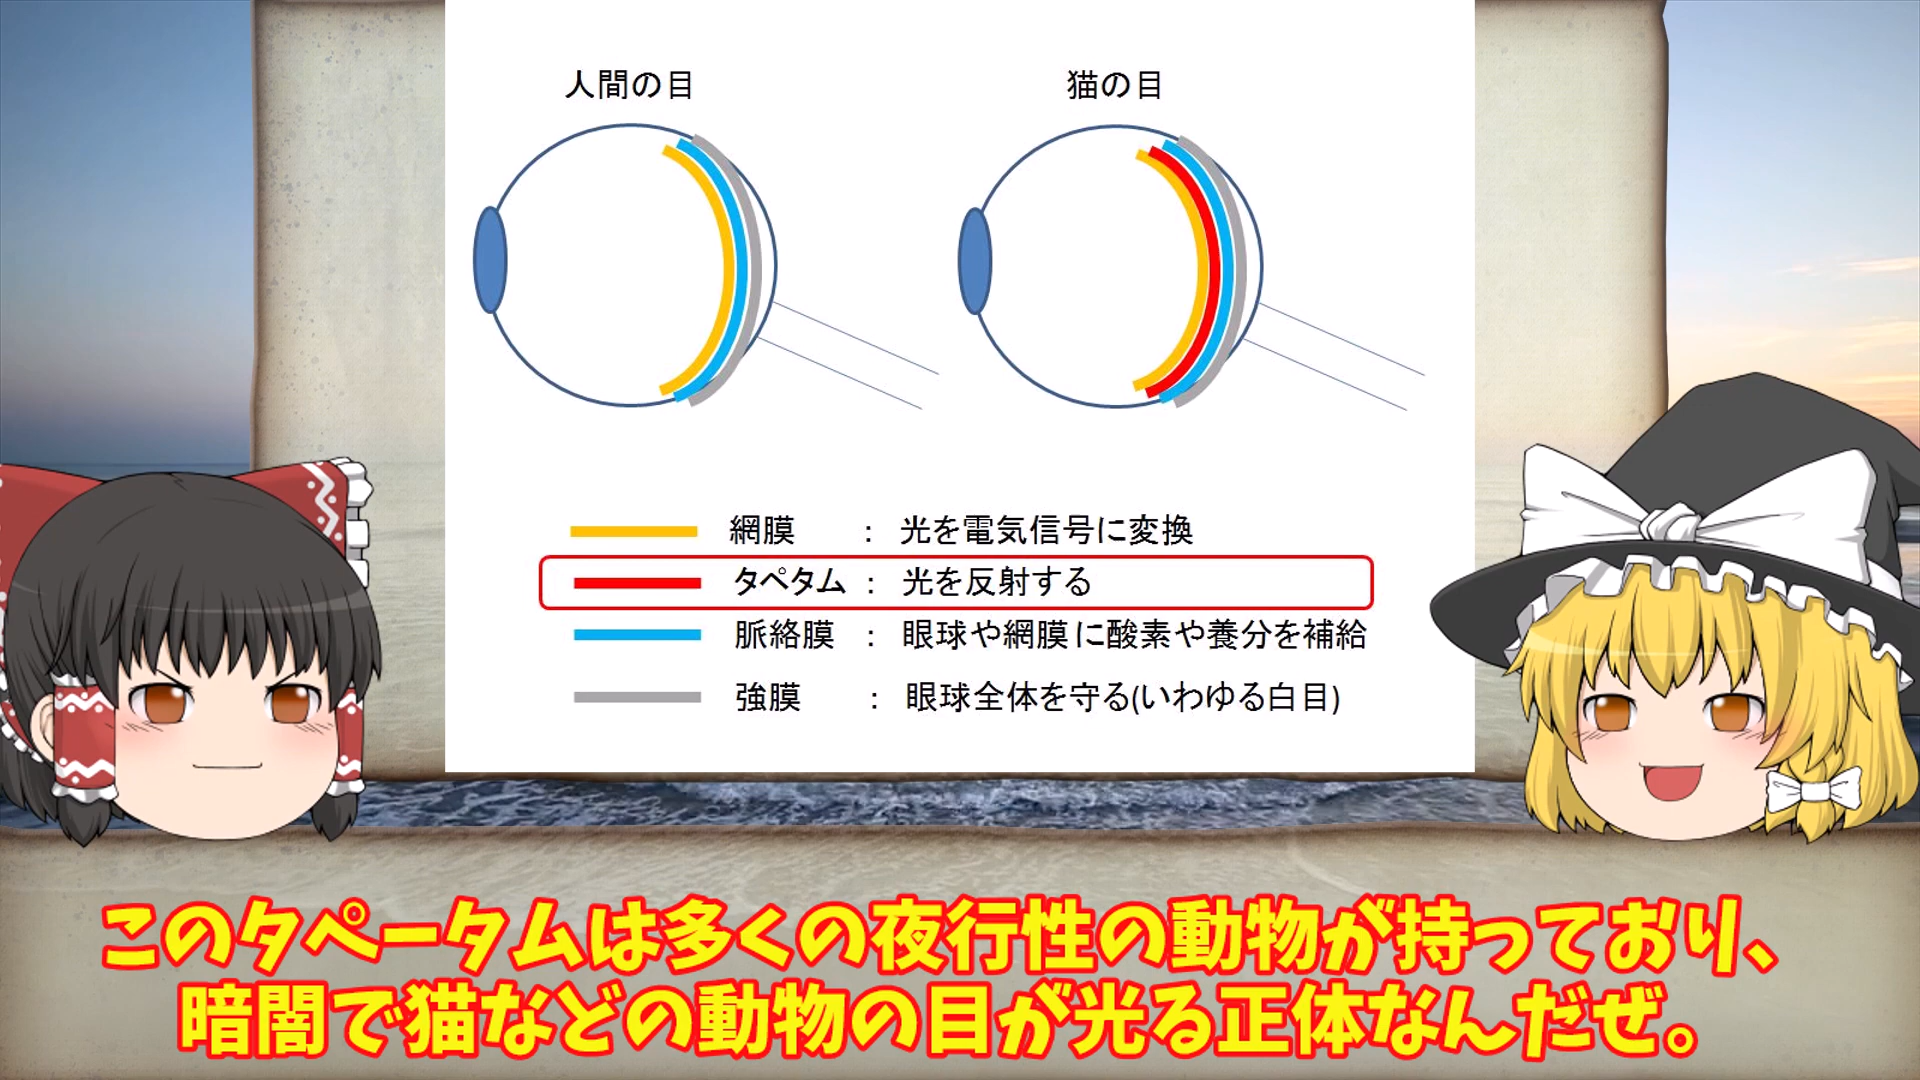 人間の目
猫の目
網膜 : 光を電気信号に変換
タペタム : 光を反射する
脈絡膜 : 眼球や網膜に酸素や養分を補給
強膜 : 眼球全体を守る(いわゆる白目)
このタペータムは多くの夜行性の動物が持っており、
暗闇で猫などの動物の目が光る正体なんだぜ。